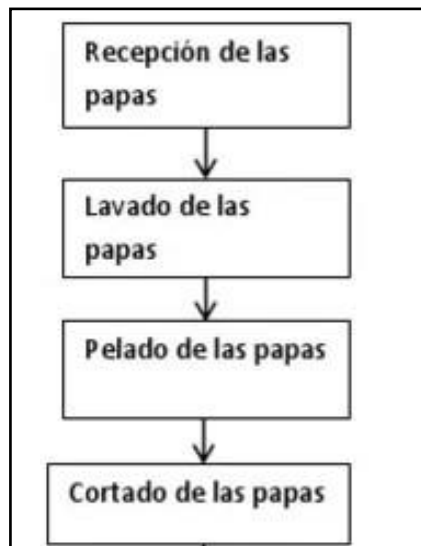 Recepción de las
papas
Lavado de las
papas
Pelado de las papas
Cortado de las papas